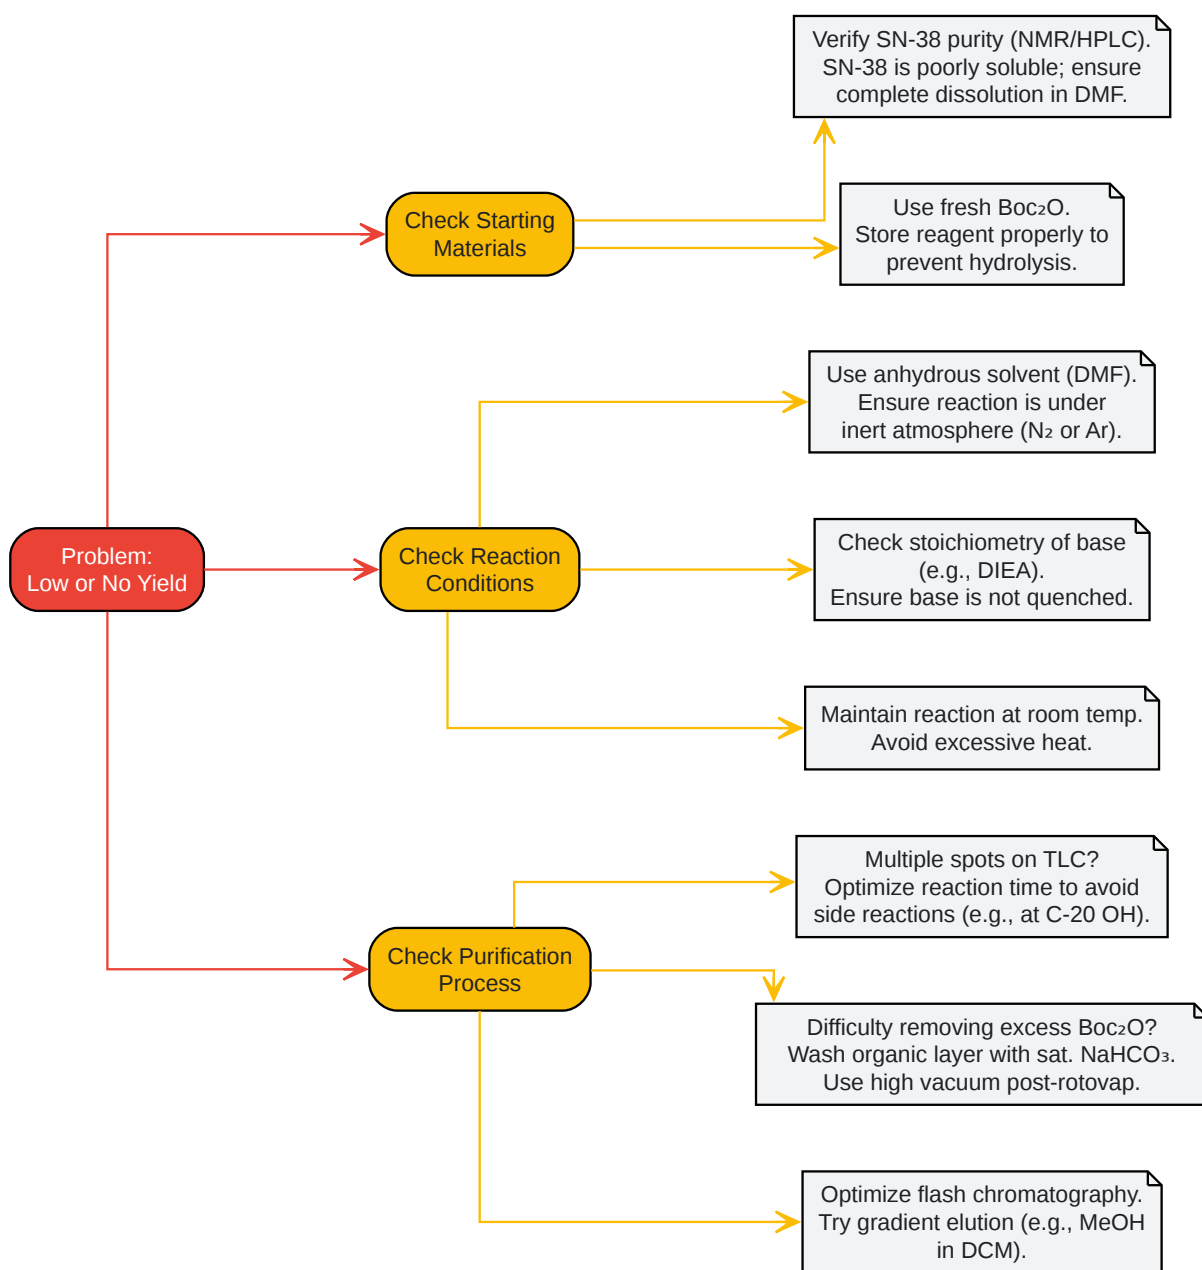 Problem:
Low or No Yield
Check Starting
Materials
Verify SN-38 purity (NMR/HPLC).
SN-38 is poorly soluble; ensure
complete dissolution in DMF.
Use fresh Boc₂O.
Store reagent properly to
prevent hydrolysis.
Check Reaction
Conditions
Use anhydrous solvent (DMF).
Ensure reaction is under
inert atmosphere (N₂ or Ar).
Check stoichiometry of base
(e.g., DIEA).
Ensure base is not quenched.
Maintain reaction at room temp.
Avoid excessive heat.
Check Purification
Process
Multiple spots on TLC?
Optimize reaction time to avoid
side reactions (e.g., at C-20 OH).
Difficulty removing excess Boc₂O?
Wash organic layer with sat. NaHCO₃.
Use high vacuum post-rotovap.
Optimize flash chromatography.
Try gradient elution (e.g., MeOH
in DCM).